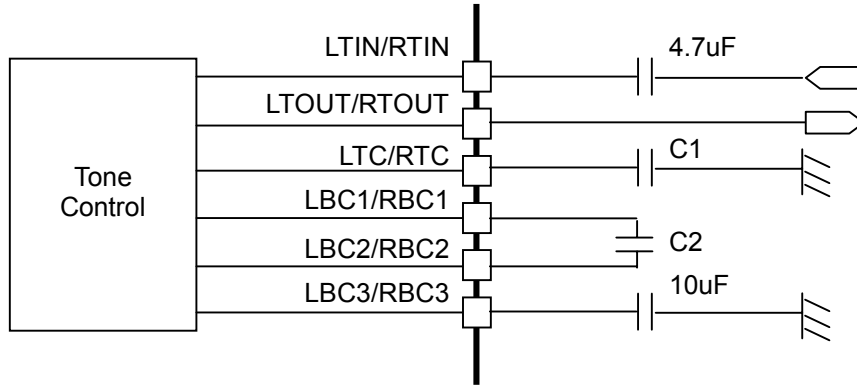 LTIN/RTIN
4.7uF
LTOUT/RTOUT
LTC/RTC
C1
Tone
Control
LBC1/RBC1
LBC2/RBC2
C2
LBC3/RBC3
10uF